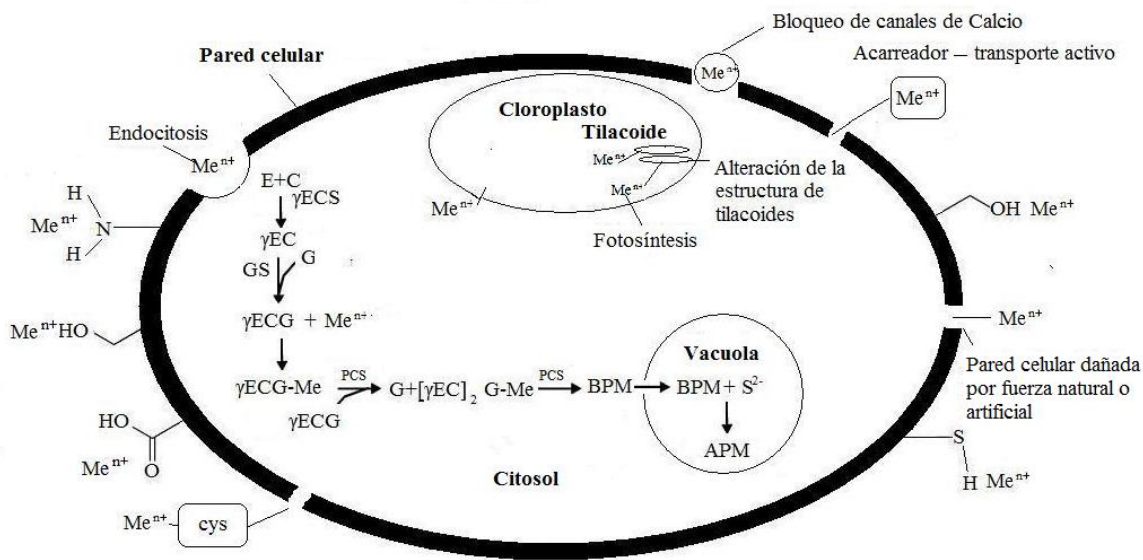 Bloqueo de canales de Calcio
Acarreador – transporte activo
Pared celular
Me n+
Me n+
Cloroplasto
Tilacoide
Endocitosis
Me n+
Me n+
Me n+
Me n+
Alteración de la
estructura de
tilacoides
Fotosíntesis
E+C
γECS
γEC
GS
G
γECG + Me n+
γECG-Me
PCS
γECG
G+[γEC]2 G-Me
PCS
BPM
Vacuola
BPM + S2-
APM
Citosol
H
Me n+
N
H
Me n+ HO
HO
O
Me n+
Me n+
cys
OH Me n+
Me n+
Pared celular dañada
por fuerza natural o
artificial
S
H Me n+